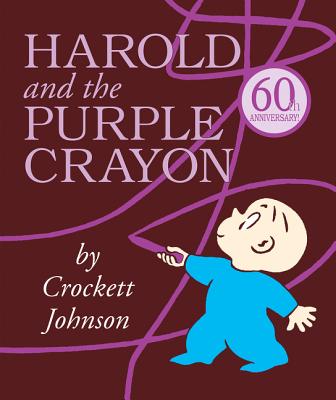 HAROLD
and the
PURPLE
CRAYON
60th
ANNIVERSARY!
by
Crockett
Johnson